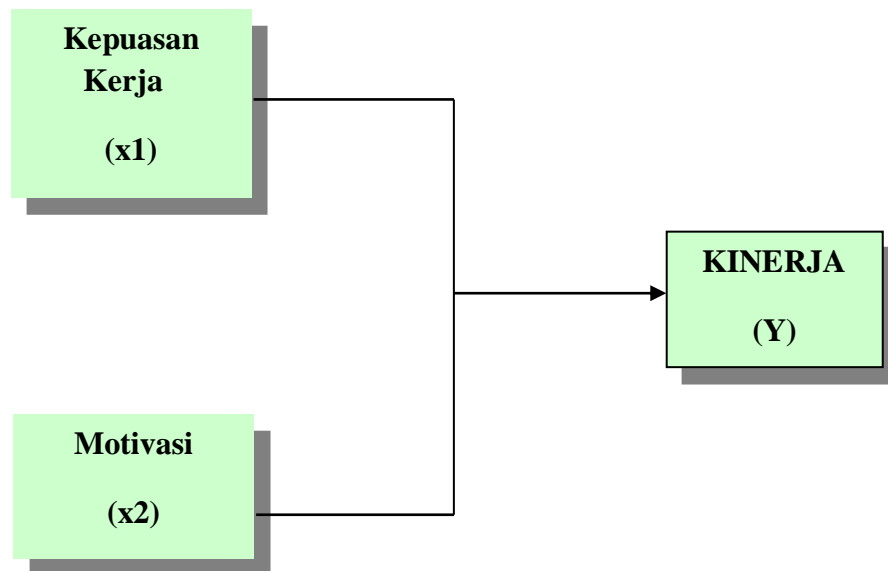 Kepuasan
Kerja
(x1)
KINERJA
(Y)
Motivasi
(x2)